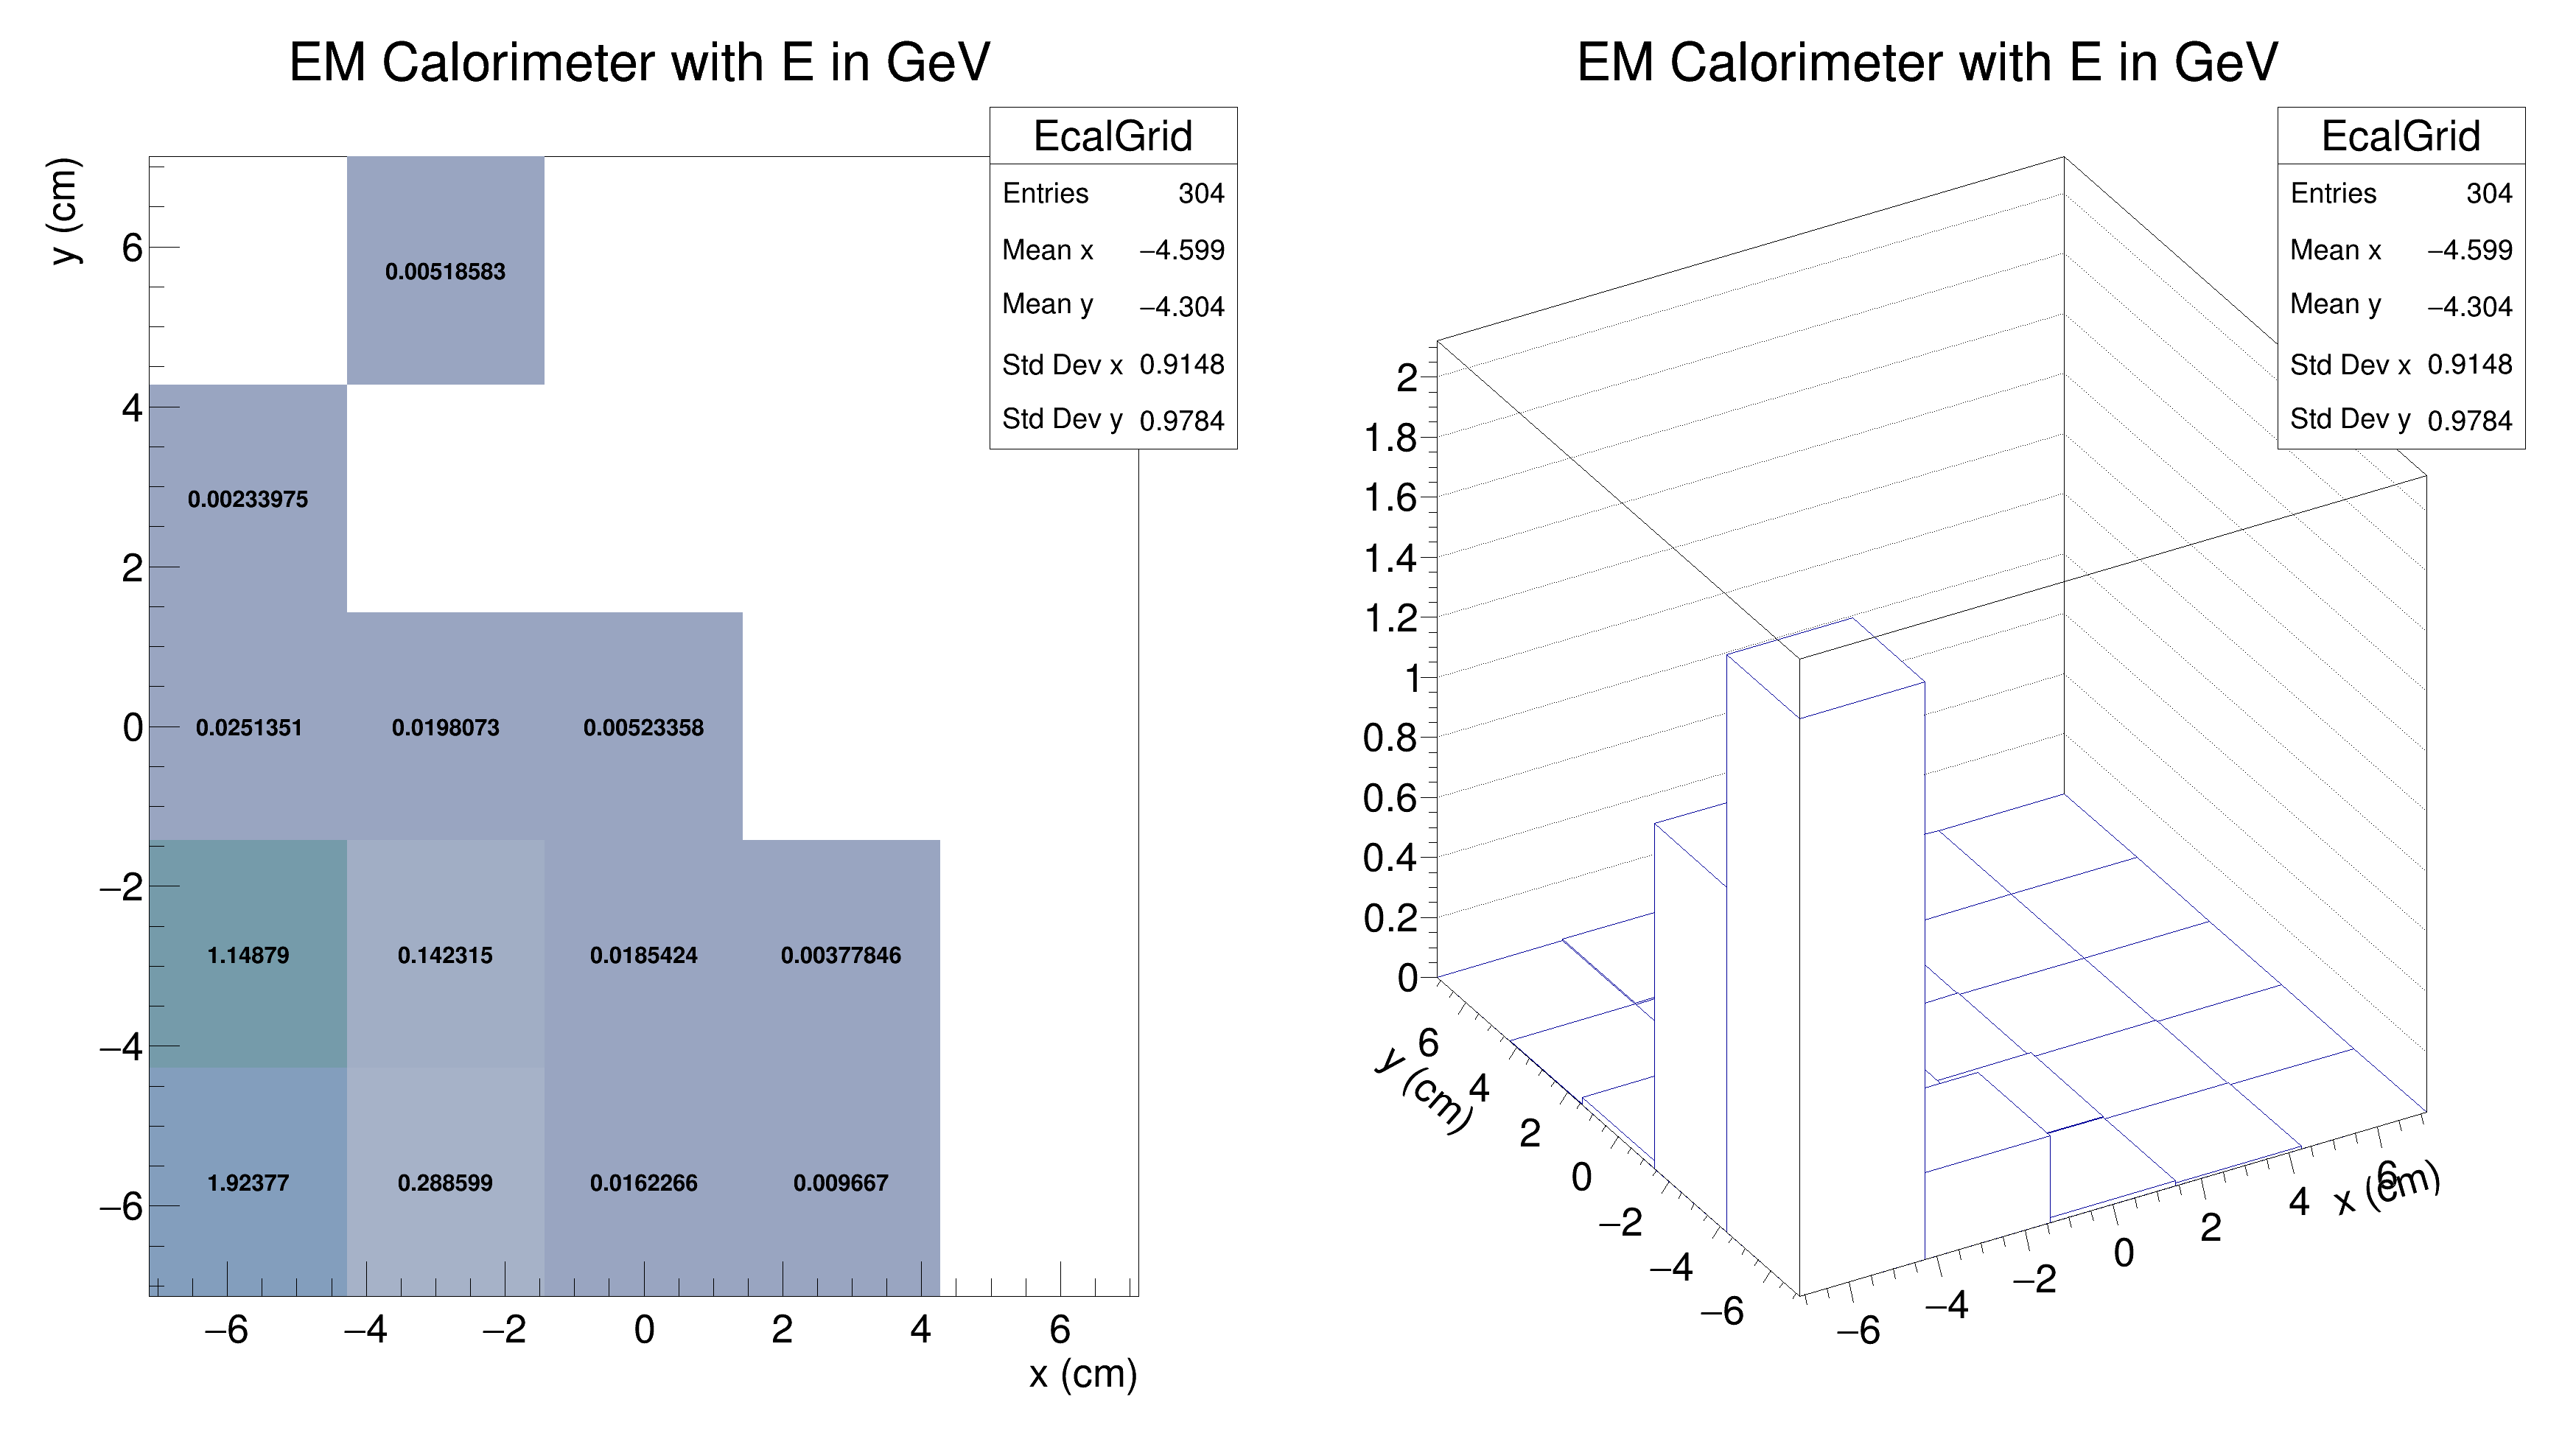 EM Calorimeter with E in GeV
EcalGrid
Entries 304
Mean x −4.599
Mean y −4.304
Std Dev x 0.9148
Std Dev y 0.9784
y (cm)
6
4
2
0
−2
−4
−6
0.00518583
0.00233975
0.0251351 0.0198073 0.00523358
1.14879 0.142315 0.0185424 0.00377846
1.92377 0.288599 0.0162266 0.009667
−6 −4 −2 0 2 4 6
x (cm)
EM Calorimeter with E in GeV
EcalGrid
Entries 304
Mean x −4.599
Mean y −4.304
Std Dev x 0.9148
Std Dev y 0.9784
2
1.8
1.6
1.4
1.2
1
0.8
0.6
0.4
0.2
0
y (cm)
6
4
2
0
−2
−4
−6
−6
−4
−2
0
2
4
6
x (cm)